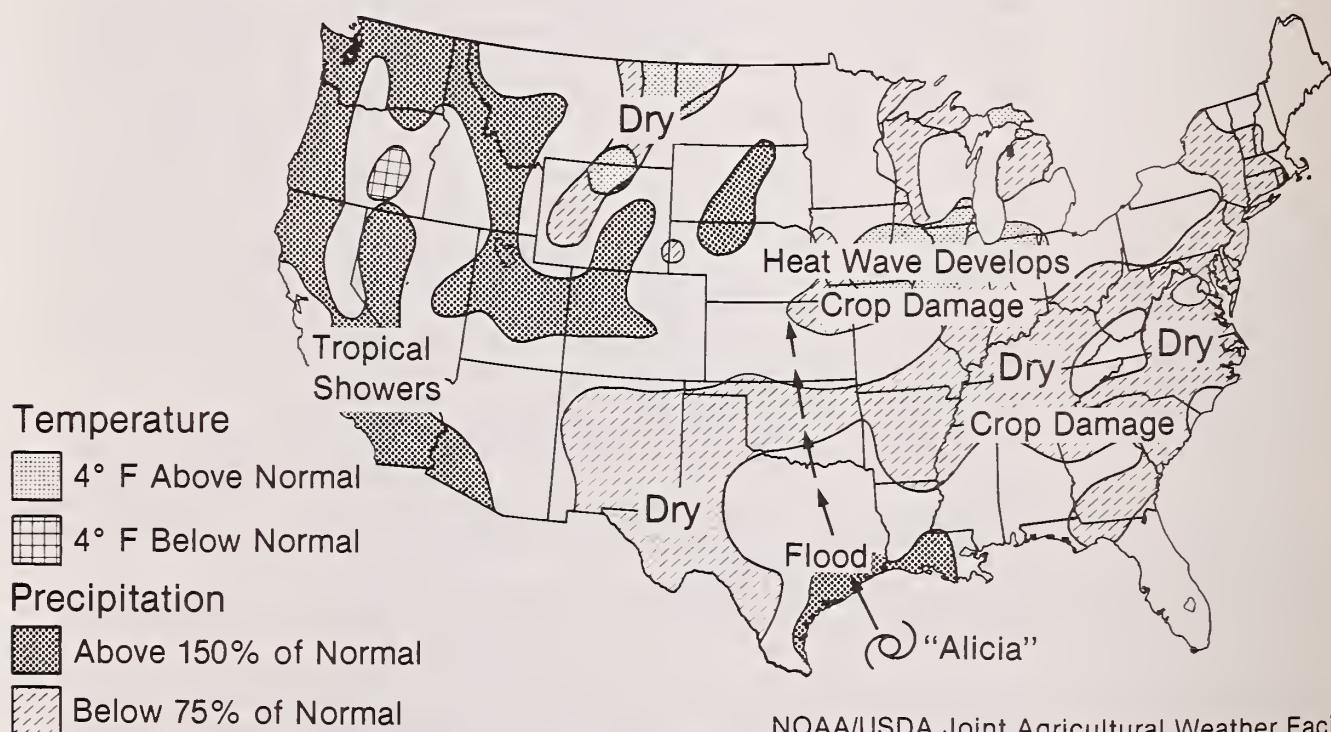 Dry
Heat Wave Develops
Crop Damage
Tropical
Showers
Dry
Dry
Crop Damage
Dry
Flood
"Alicia"
Temperature
4° F Above Normal
4° F Below Normal
Precipitation
Above 150% of Normal
Below 75% of Normal
NOAA/USDA Joint Agricultural Weather